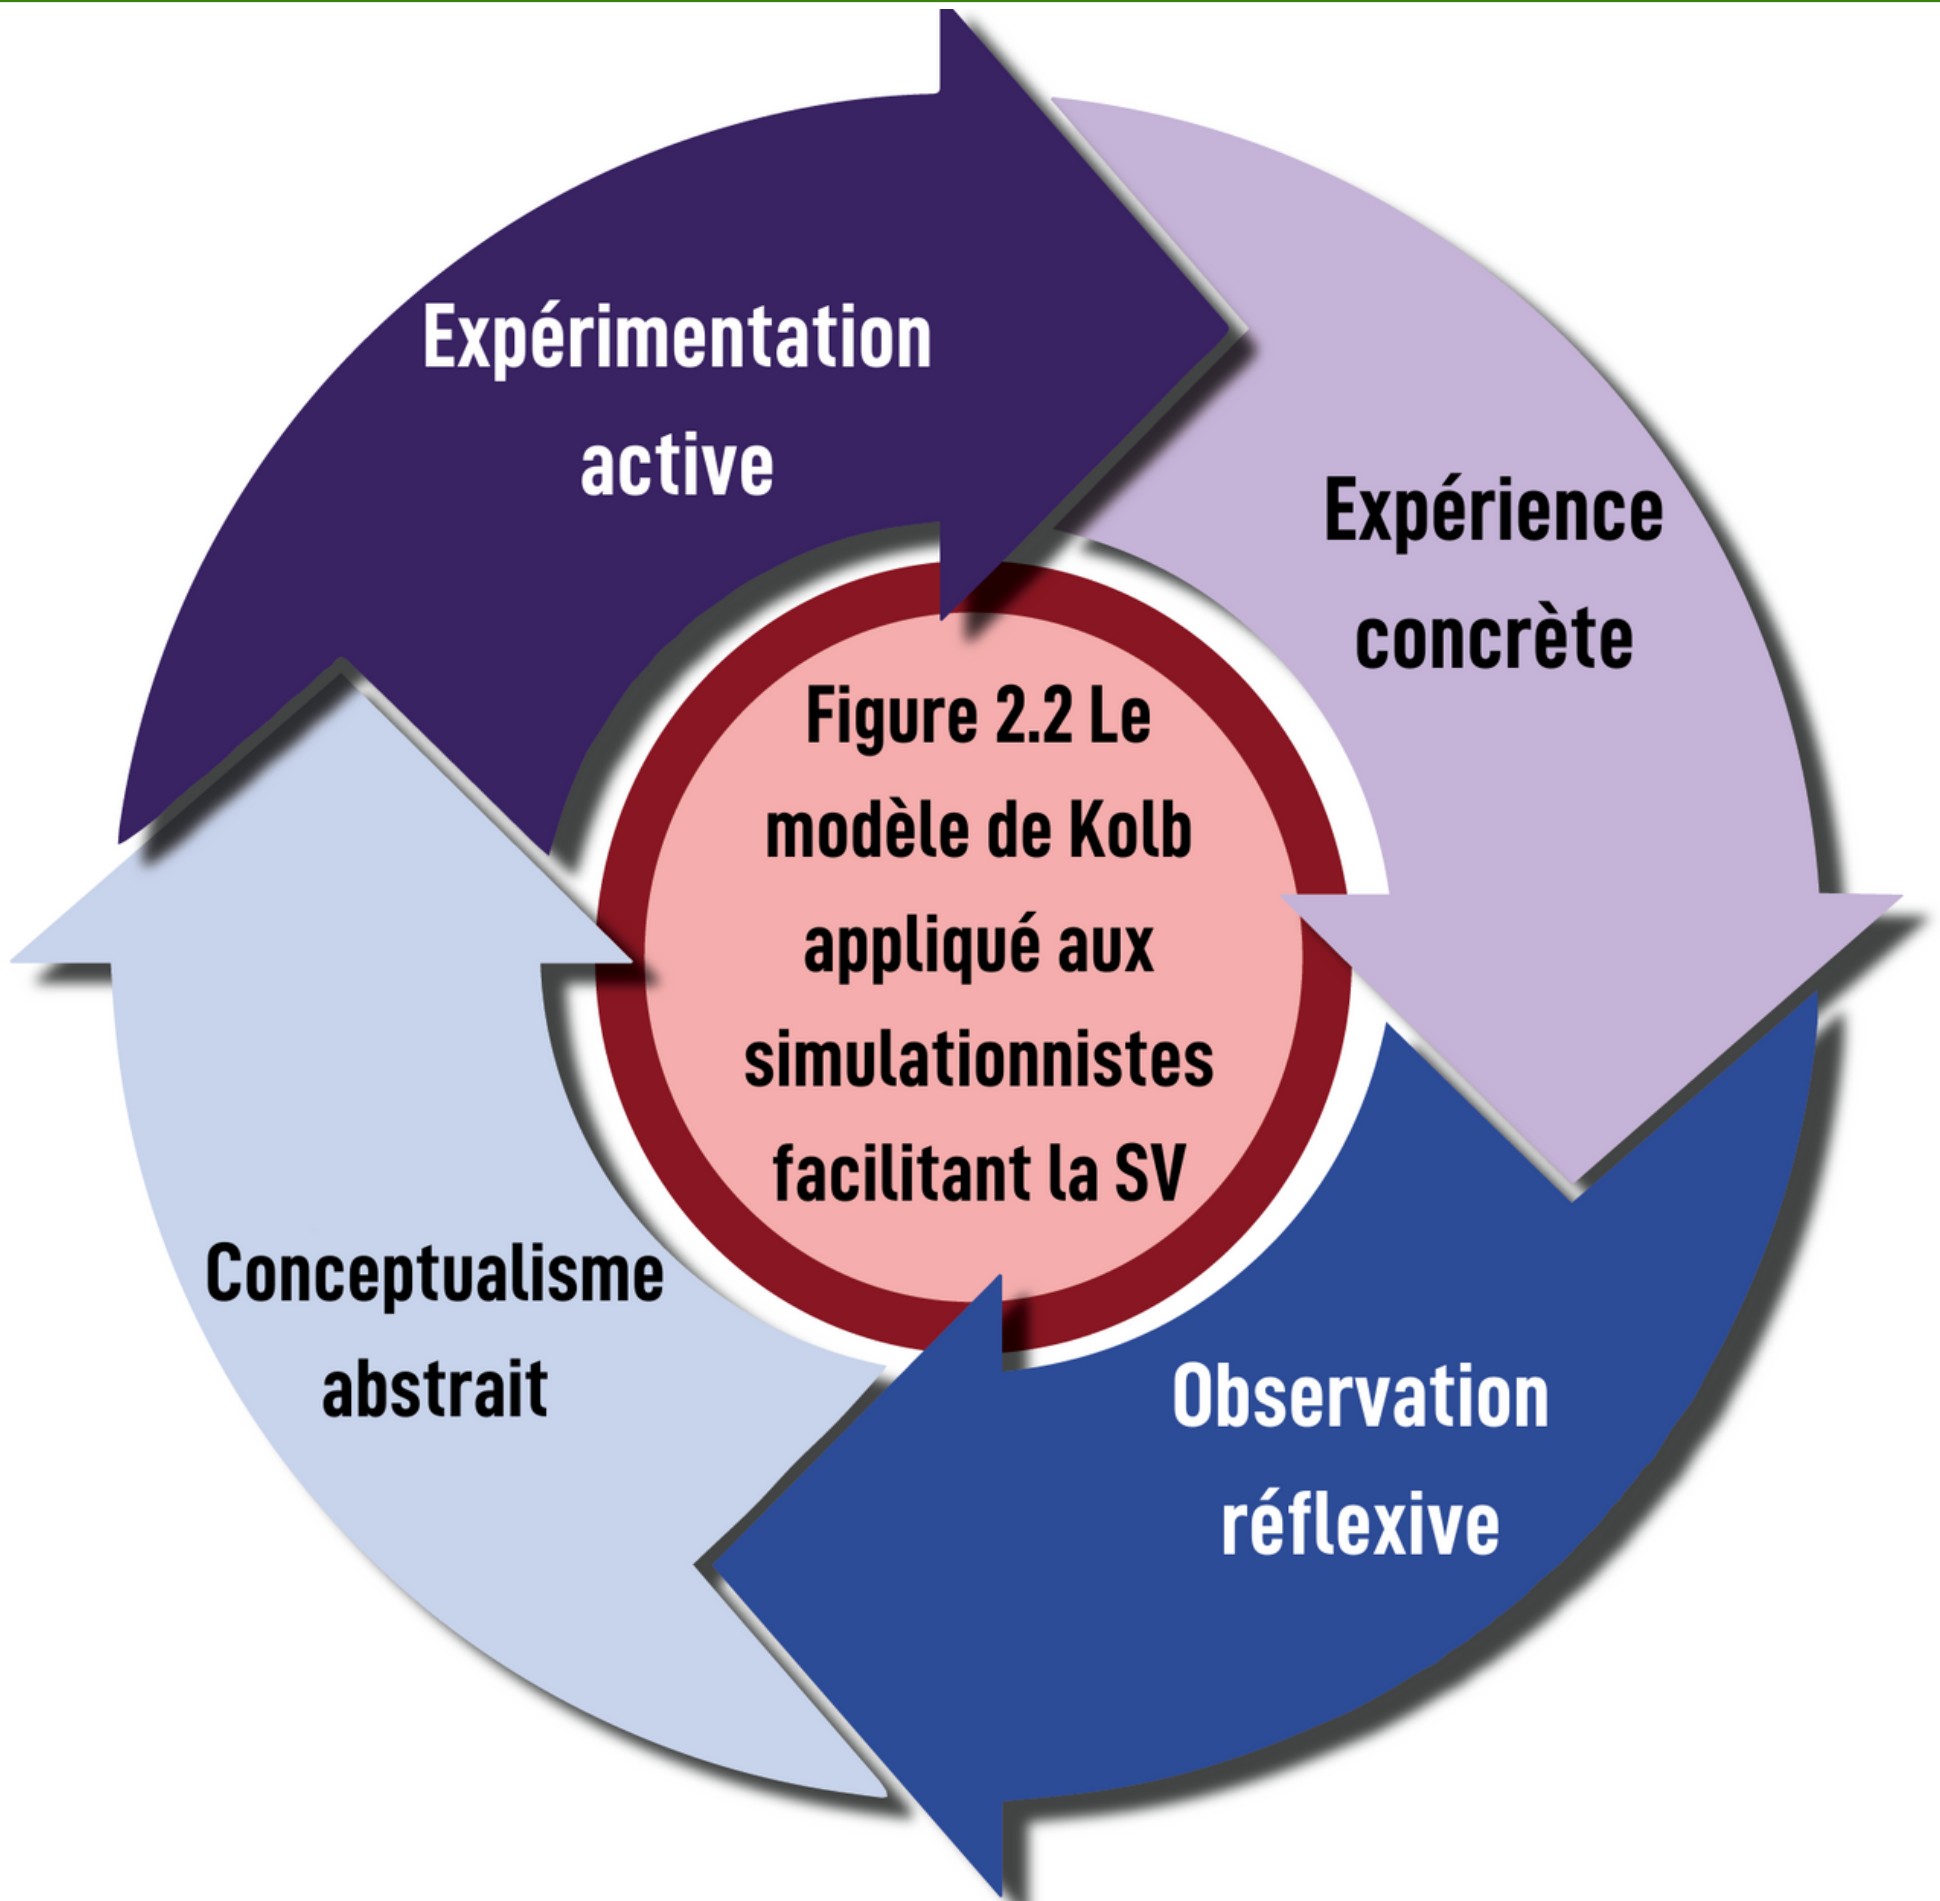 Expérimentation
active
Expérience
concrète
Figure 2.2 Le
modèle de Kolb
appliqué aux
simulationnistes
facilitant la SV
Conceptualisme
abstrait
Observation
réflexive